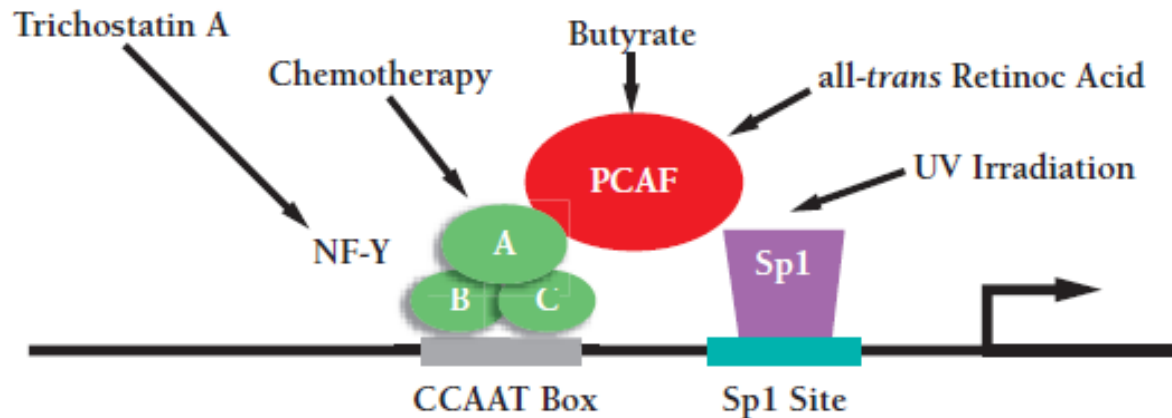 Trichostatin A
Butyrate
Chemotherapy
all-trans Retinoc Acid
PCAF
UV Irradiation
NF-Y
A
Sp1
B
C
CCAAT Box
Sp1 Site